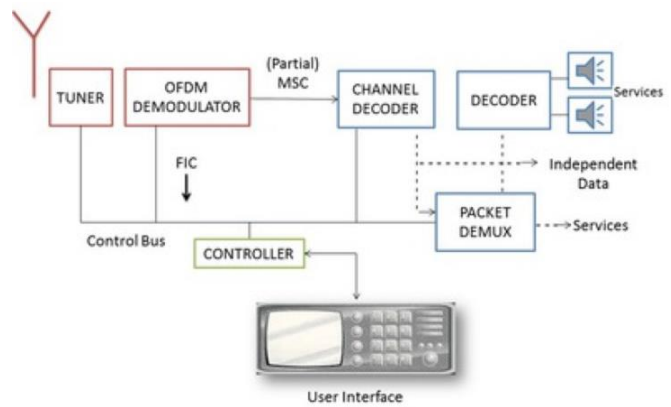 (Partial)
MSC
TUNER
OFDM
DEMODULATOR
CHANNEL
DECODER
DECODER
Services
FIC
Independent
Data
PACKET
DEMUX
Services
Control Bus
CONTROLLER
User Interface